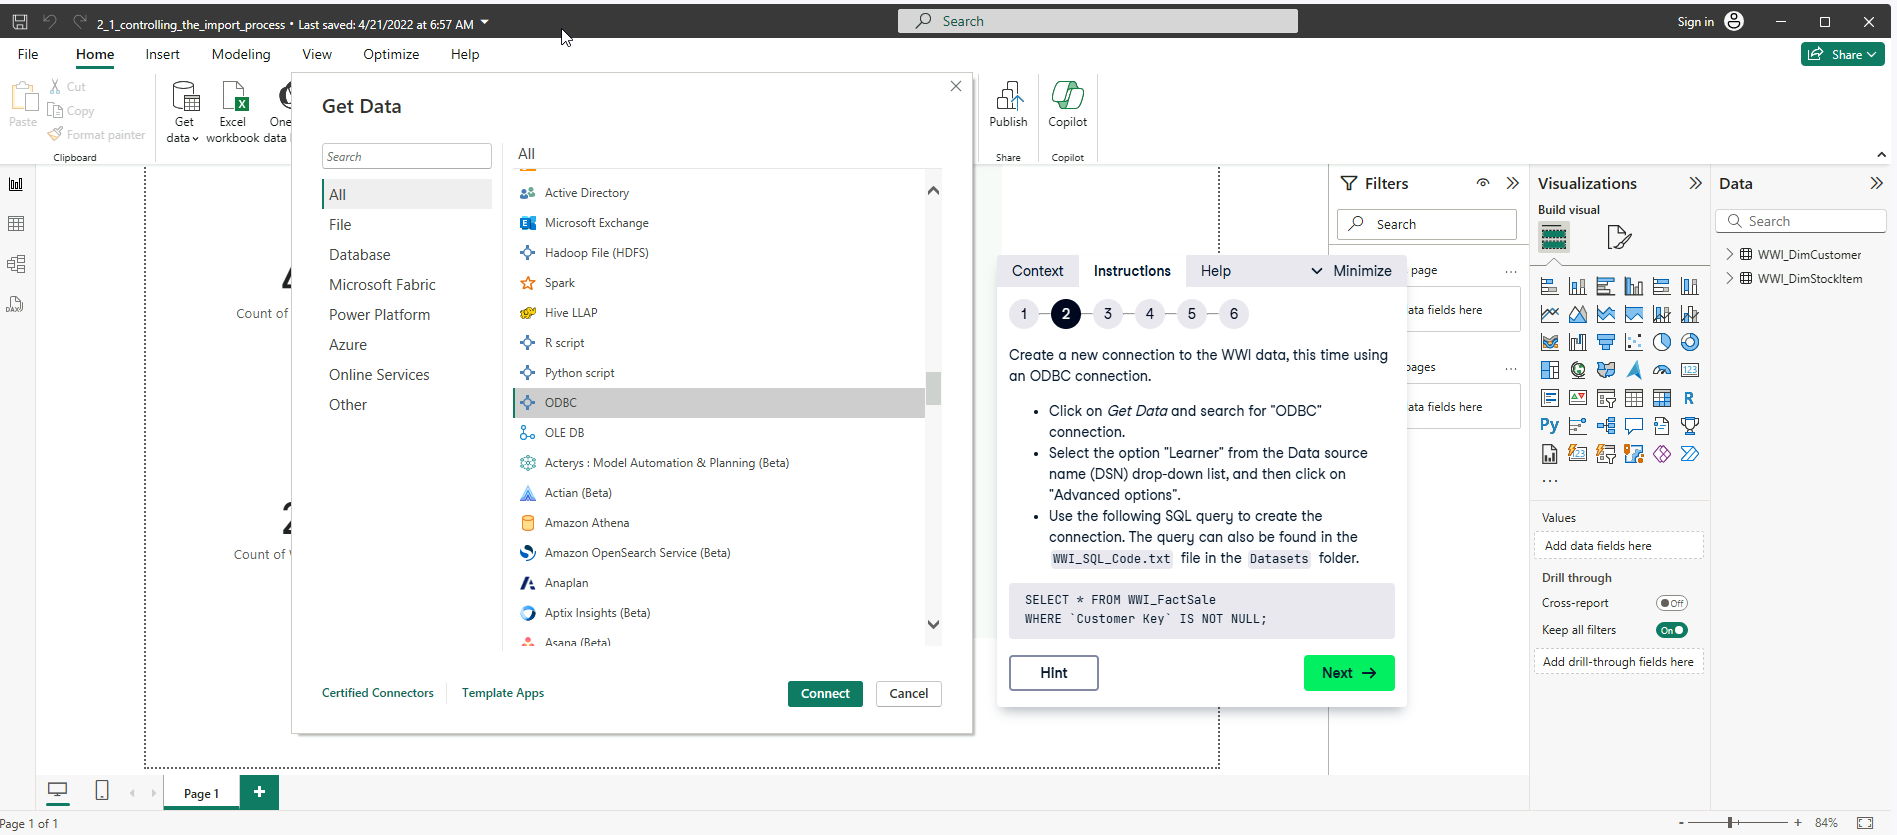 2_1_controlling_the_import_process • Last saved: 4/21/2022 at 6:57 AM
Search
Sign in
File
Home
Insert
Modeling
View
Optimize
Help
Share
Paste
Cut
Copy
Format painter
Clipboard
Get data
Excel workbook
Publish
Share
Copilot
Copilot
Get Data
Search
All
File
Database
Microsoft Fabric
Power Platform
Azure
Online Services
Other
All
Active Directory
Microsoft Exchange
Hadoop File (HDFS)
Spark
Hive LLAP
R script
Python script
ODBC
OLE DB
Acterys : Model Automation & Planning (Beta)
Actian (Beta)
Amazon Athena
Amazon OpenSearch Service (Beta)
Anaplan
Aptix Insights (Beta)
Asana (Beta)
Certified Connectors
Template Apps
Connect
Cancel
Count of
Count of
Context
Instructions
Help
Minimize
1
2
3
4
5
6
Create a new connection to the WWI data, this time using
an ODBC connection.
• Click on Get Data and search for "ODBC"
connection.
• Select the option "Learner" from the Data source
name (DSN) drop-down list, and then click on
"Advanced options".
• Use the following SQL query to create the
connection. The query can also be found in the
WWI_SQL_Code.txt file in the Datasets folder.
SELECT * FROM WWI_FactSale
WHERE `Customer Key` IS NOT NULL;
Hint
Next →
Filters
Search
page
...
data fields here
pages
...
data fields here
Visualizations
Build visual
123
R
Py
...
Values
Add data fields here
Drill through
Cross-report
Off
Keep all filters
On
Add drill-through fields here
Data
Search
WWI_DimCustomer
WWI_DimStockItem
DAX
Page 1
+
Page 1 of 1
- + 84%